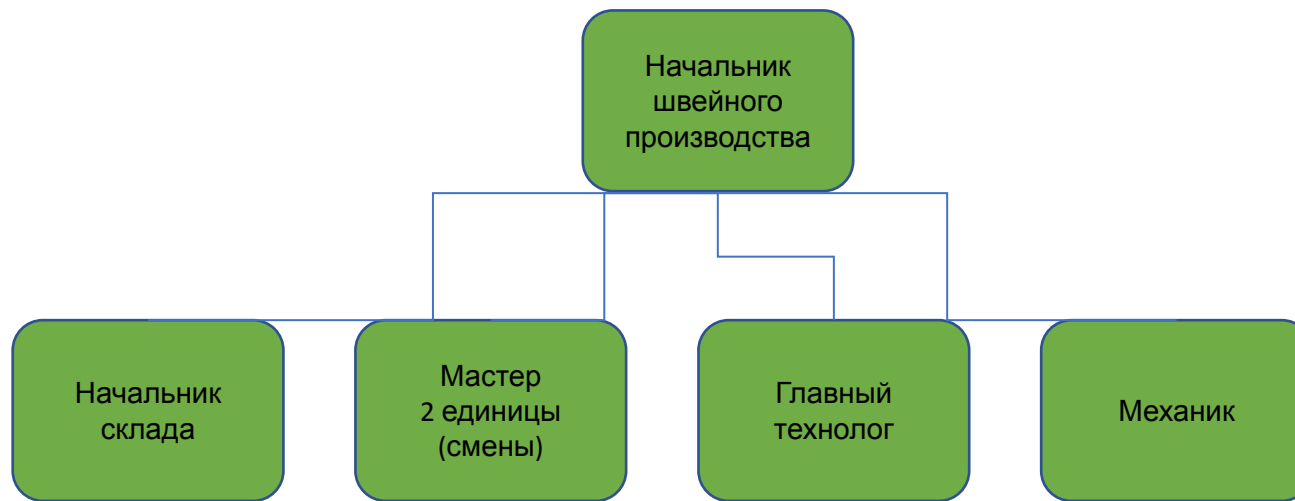 Начальник
швейного
производства
Начальник
склада
Мастер
2 единицы
(смены)
Главный
технолог
Механик